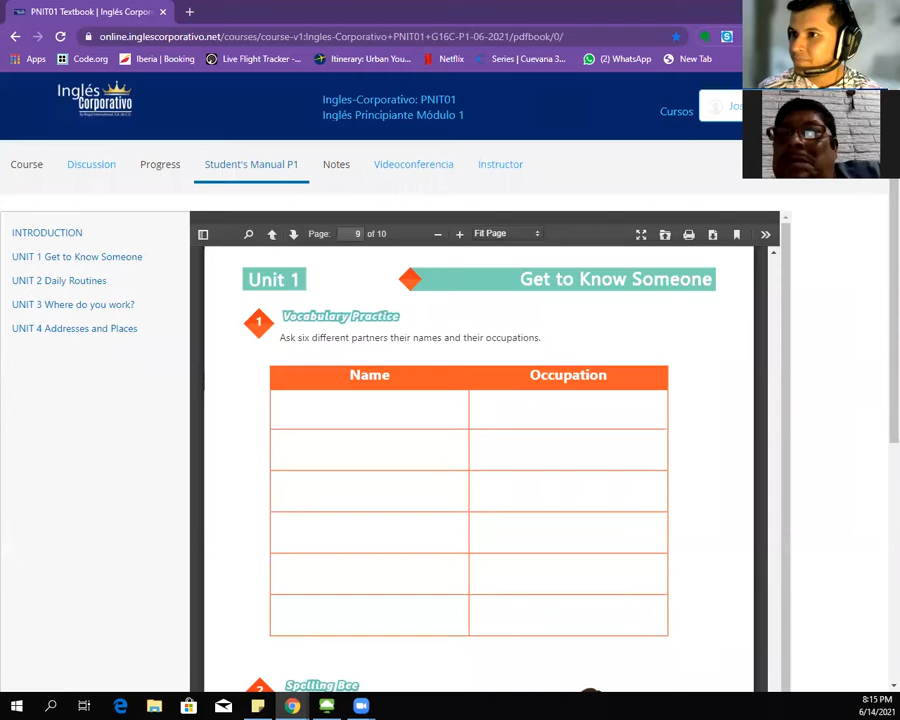 PNIT01 Textbook | Inglés Corpor
online.inglescorporativo.net/courses/course-v1:Ingles-Corporativo+PNIT01+G16C-P1-06-2021/pdfbook/0/
Apps
Code.org
Iberia | Booking
Live Flight Tracker -...
Itinerary: Urban You...
Netflix
Series | Cuevana 3...
(2) WhatsApp
New Tab
Inglés
Corporativo
Ingles-Corporativo: PNIT01
Inglés Principiante Módulo 1
Cursos
Jos
Course
Discussion
Progress
Student's Manual P1
Notes
Videoconferencia
Instructor
INTRODUCTION
UNIT 1 Get to Know Someone
UNIT 2 Daily Routines
UNIT 3 Where do you work?
UNIT 4 Addresses and Places
Page: 9 of 10
Fit Page
Unit 1
Get to Know Someone
1
Vocabulary Practice
Ask six different partners their names and their occupations.
Name
Occupation
2
Spelling Bee
8:15 PM
6/14/2021